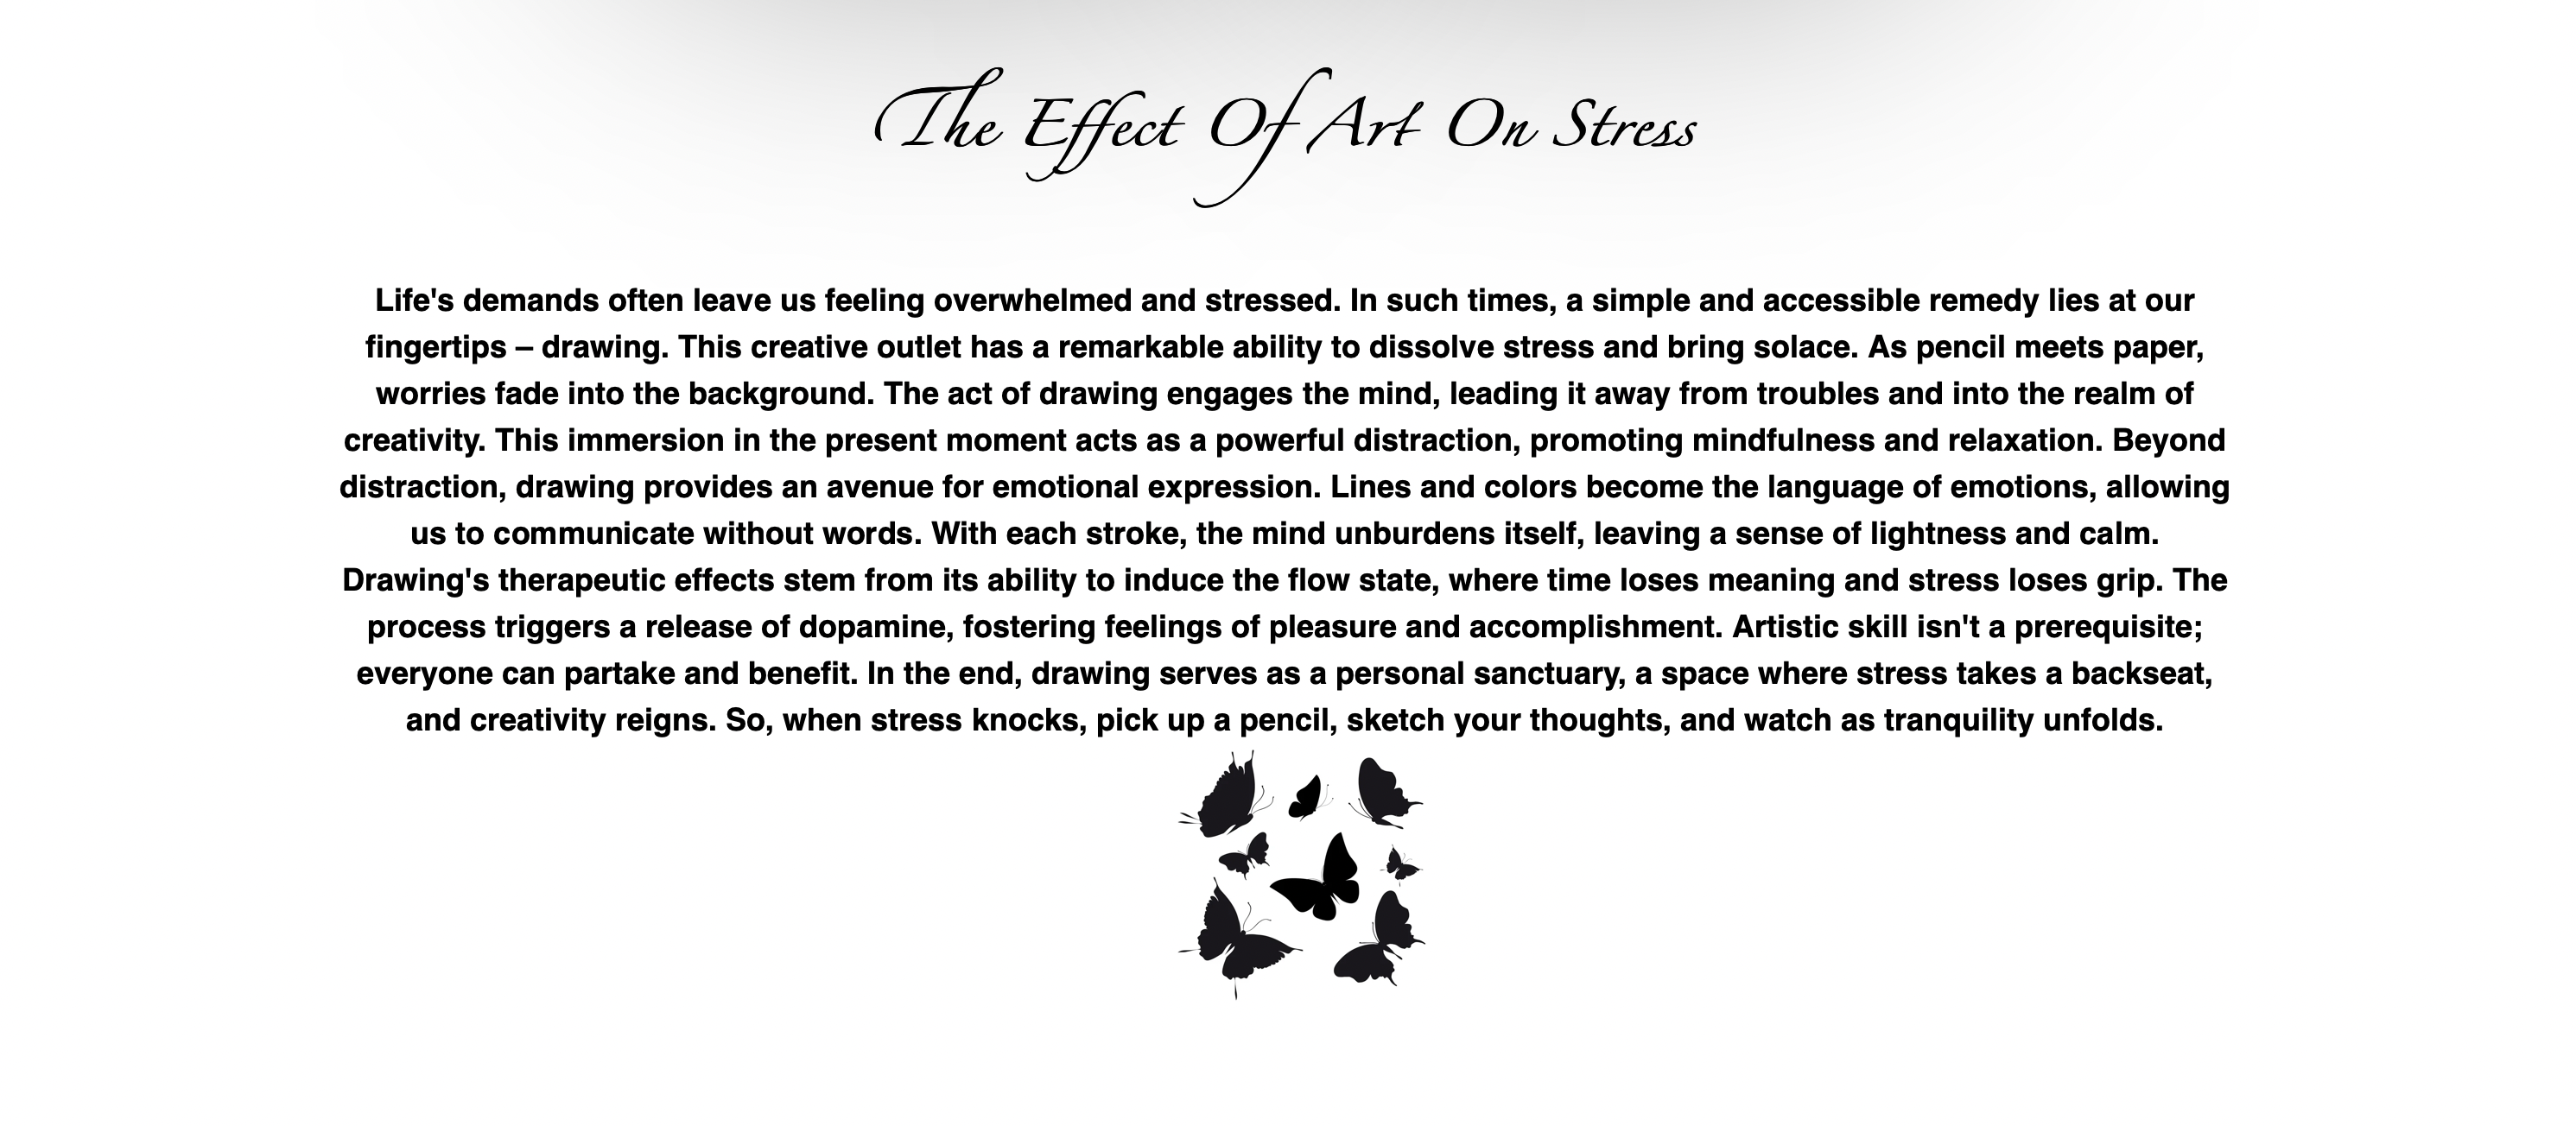 The Effect Of Art On Stress
Life's demands often leave us feeling overwhelmed and stressed. In such times, a simple and accessible remedy lies at our
fingertips – drawing. This creative outlet has a remarkable ability to dissolve stress and bring solace. As pencil meets paper,
worries fade into the background. The act of drawing engages the mind, leading it away from troubles and into the realm of
creativity. This immersion in the present moment acts as a powerful distraction, promoting mindfulness and relaxation. Beyond
distraction, drawing provides an avenue for emotional expression. Lines and colors become the language of emotions, allowing
us to communicate without words. With each stroke, the mind unburdens itself, leaving a sense of lightness and calm.
Drawing's therapeutic effects stem from its ability to induce the flow state, where time loses meaning and stress loses grip. The
process triggers a release of dopamine, fostering feelings of pleasure and accomplishment. Artistic skill isn't a prerequisite;
everyone can partake and benefit. In the end, drawing serves as a personal sanctuary, a space where stress takes a backseat,
and creativity reigns. So, when stress knocks, pick up a pencil, sketch your thoughts, and watch as tranquility unfolds.